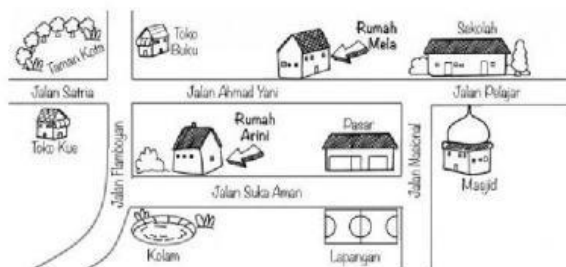 Taman Kota
Toko
Buku
Rumah
Mela
Sekolah
Jalan Satria
Jalan Ahmad Yani
Jalan Pelajar
Toko Kue
Jalan Flamboyan
Rumah
Arini
Pasar
Jalan Nasional
Masjid
Jalan Suka Aman
Kolam
Lapangan